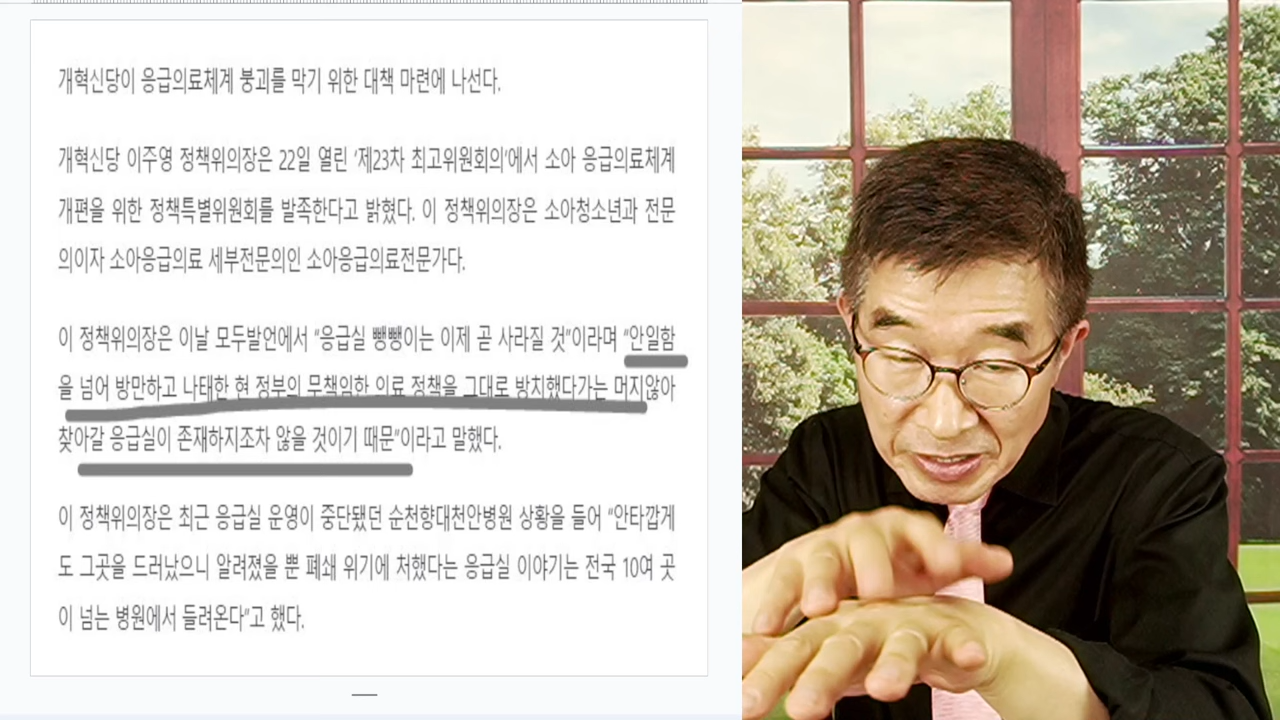 개혁신당이 응급의료체계 붕괴를 막기 위한 대책 마련에 나선다.
개혁신당 이주영 정책위의장은 22일 열린 '제23차 최고위원회의'에서 소아 응급의료체계
개편을 위한 정책특별위원회를 발족한다고 밝혔다. 이 정책위의장은 소아청소년과 전문
의이자 소아응급의료 세부전문의인 소아응급의료전문가다.
이 정책위의장은 이날 모두발언에서 “응급실 뺑뺑이는 이제 곧 사라질 것”이라며 “안일함
을 넘어 방만하고 나태한 현 정부의 무책임한 의료 정책을 그대로 방치했다가는 머지않아
찾아갈 응급실이 존재하지조차 않을 것이기 때문”이라고 말했다.
이 정책위의장은 최근 응급실 운영이 중단됐던 순천향대천안병원 상황을 들어 “안타깝게
도 그곳을 드러났으니 알려졌을 뿐 폐쇄 위기에 처했다는 응급실 이야기는 전국 10여 곳
이 넘는 병원에서 들려온다”고 했다.